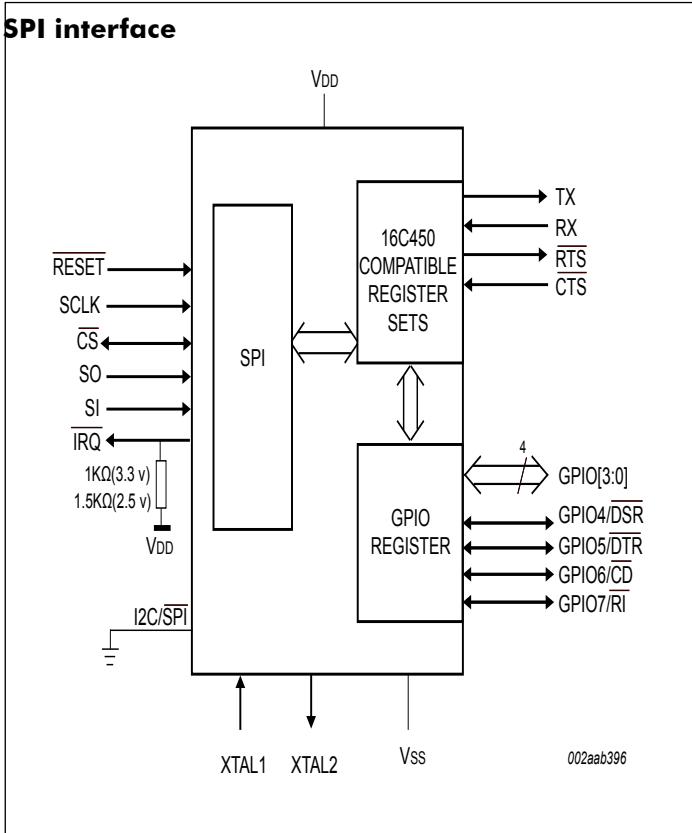 SPI interface
VDD
RESET
SCLK
CS
SO
SI
IRQ
1KΩ(3.3 v)
1.5KΩ(2.5 v)
VDD
I2C/SPI
SPI
16C450
COMPATIBLE
REGISTER
SETS
TX
RX
RTS
CTS
GPIO
REGISTER
4
GPIO[3:0]
GPIO4/DSR
GPIO5/DTR
GPIO6/CD
GPIO7/RI
XTAL1
XTAL2
VSS
002aab396